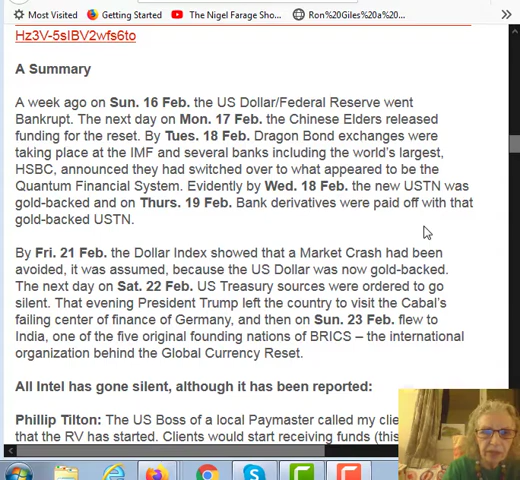 Most Visited Getting Started The Nigel Farage Sho... Ron%20Giles%20a%20...
Hz3V-5sIBV2wfs6to
A Summary
A week ago on Sun. 16 Feb. the US Dollar/Federal Reserve went
Bankrupt. The next day on Mon. 17 Feb. the Chinese Elders released
funding for the reset. By Tues. 18 Feb. Dragon Bond exchanges were
taking place at the IMF and several banks including the world's largest,
HSBC, announced they had switched over to what appeared to be the
Quantum Financial System. Evidently by Wed. 18 Feb. the new USTN was
gold-backed and on Thurs. 19 Feb. Bank derivatives were paid off with that
gold-backed USTN.
By Fri. 21 Feb. the Dollar Index showed that a Market Crash had been
avoided, it was assumed, because the US Dollar was now gold-backed.
The next day on Sat. 22 Feb. US Treasury sources were ordered to go
silent. That evening President Trump left the country to visit the Cabal's
failing center of finance of Germany, and then on Sun. 23 Feb. flew to
India, one of the five original founding nations of BRICS – the international
organization behind the Global Currency Reset.
All Intel has gone silent, although it has been reported:
Phillip Tilton: The US Boss of a local Paymaster called my clie
that the RV has started. Clients would start receiving funds (this